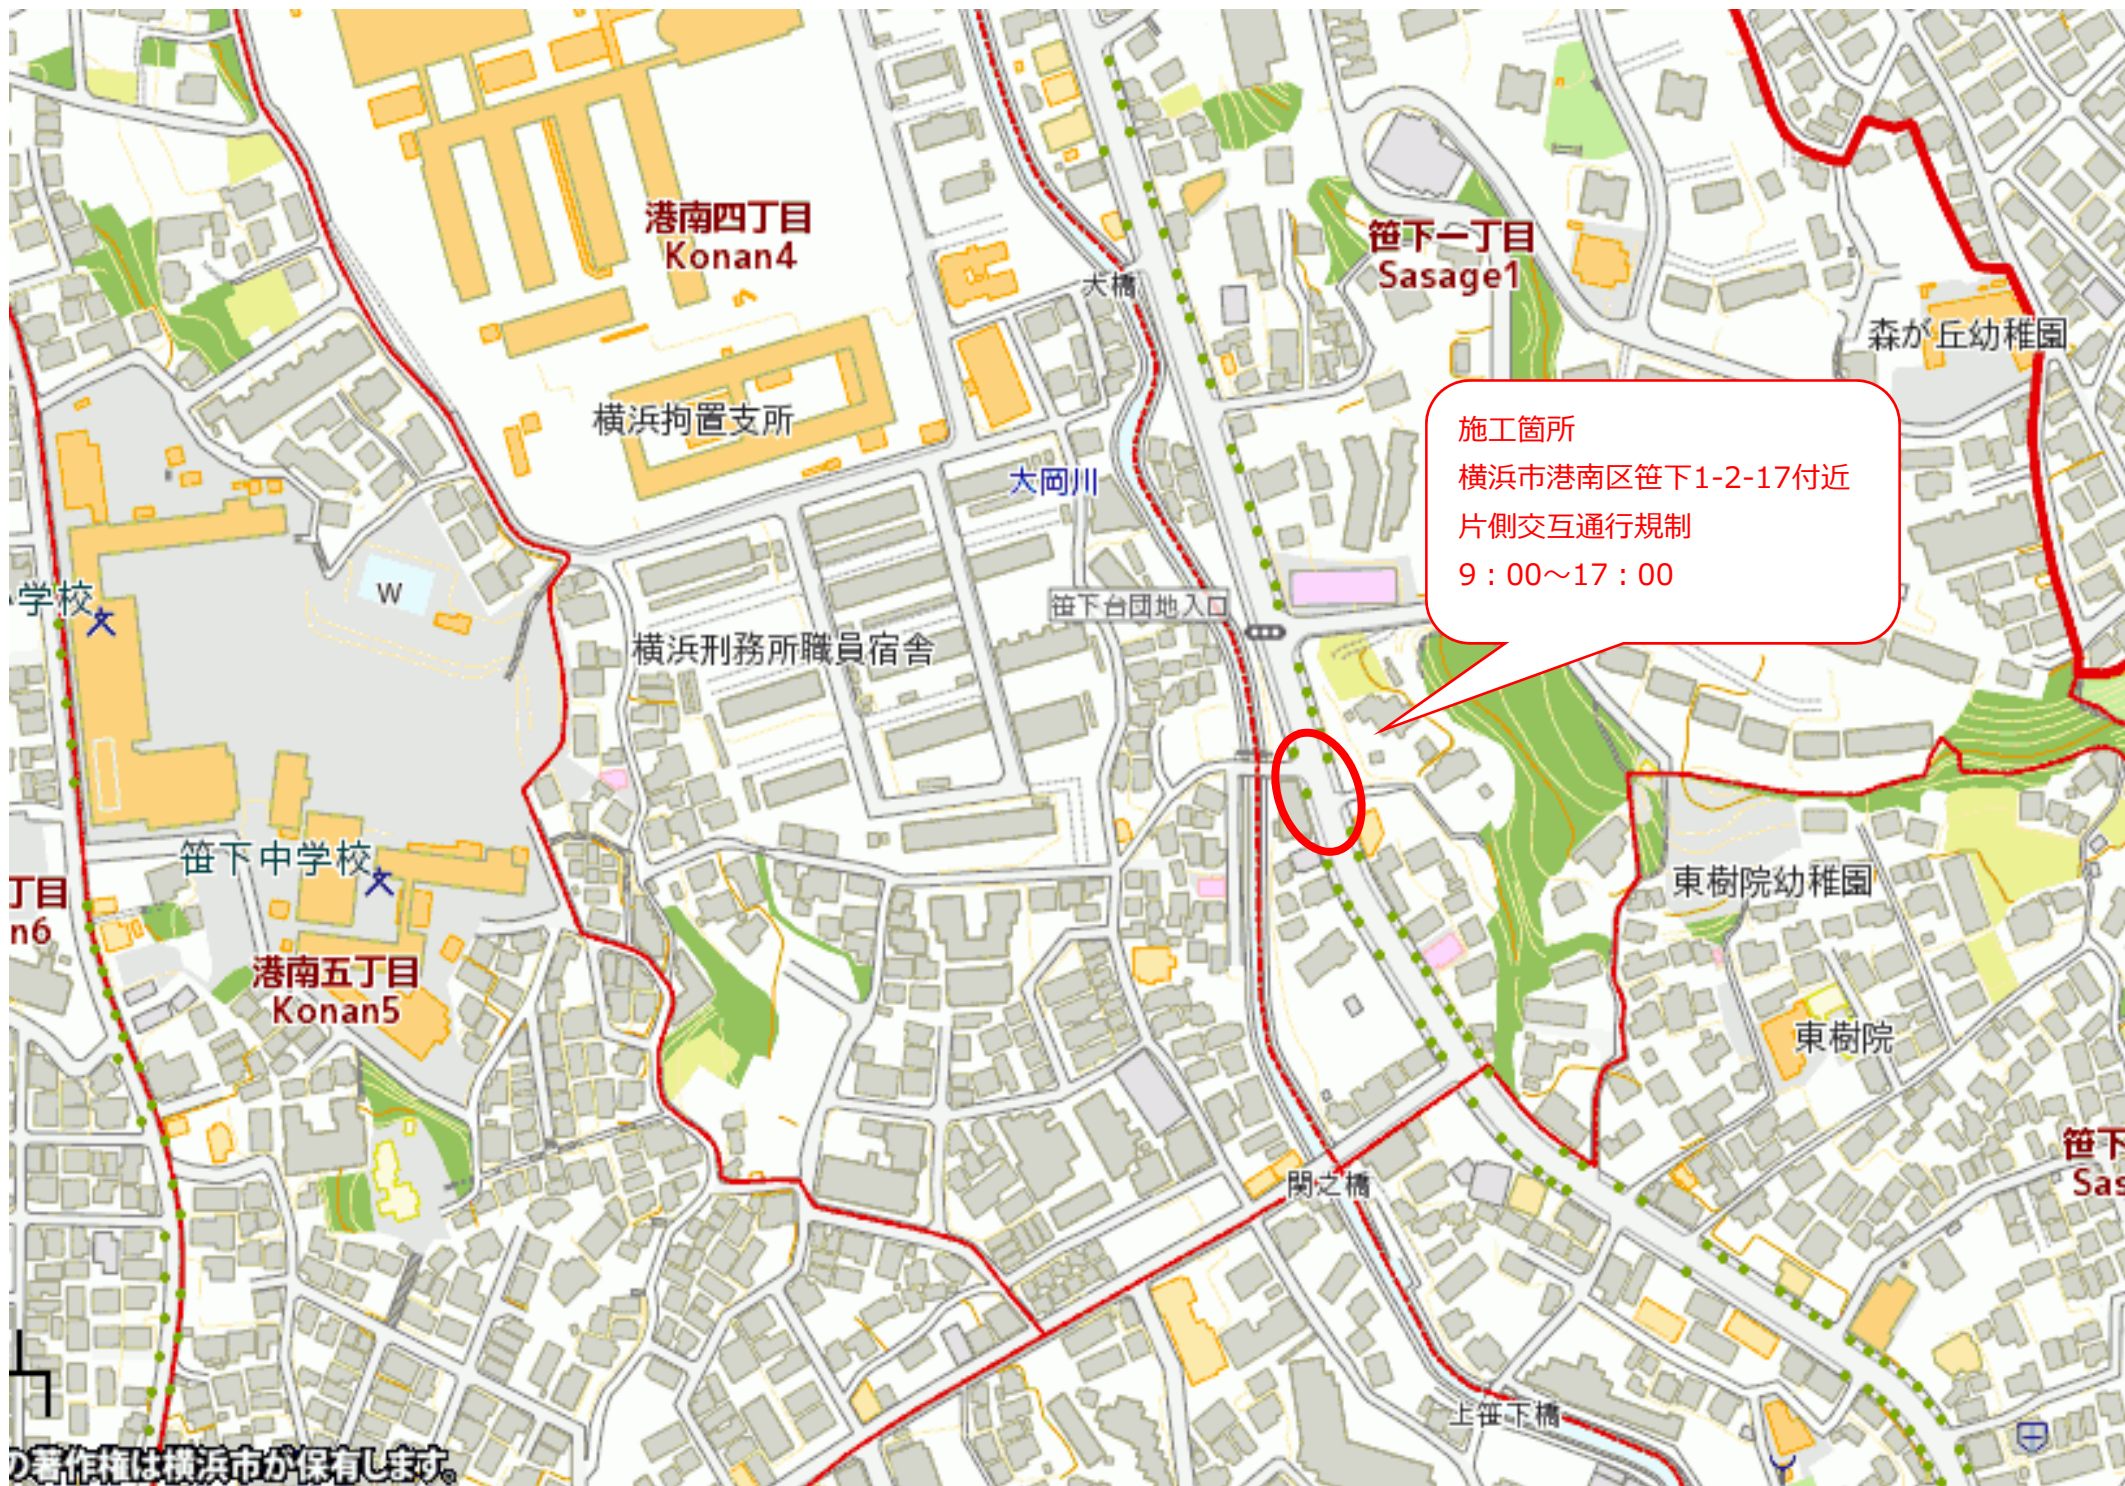 港南四丁目
Konan4
笹下一丁目
Sasage1
大橋
森が丘幼稚園
横浜拘置支所
大岡川
施工箇所
横浜市港南区笹下1-2-17付近
片側交互通行規制
9：00～17：00
学校
W
笹下台団地入口
横浜刑務所職員宿舎
笹下中学校
東樹院幼稚園
丁目
n6
港南五丁目
Konan5
東樹院
笹下
Sas
関之橋
上笹下橋
の著作権は横浜市が保有します。